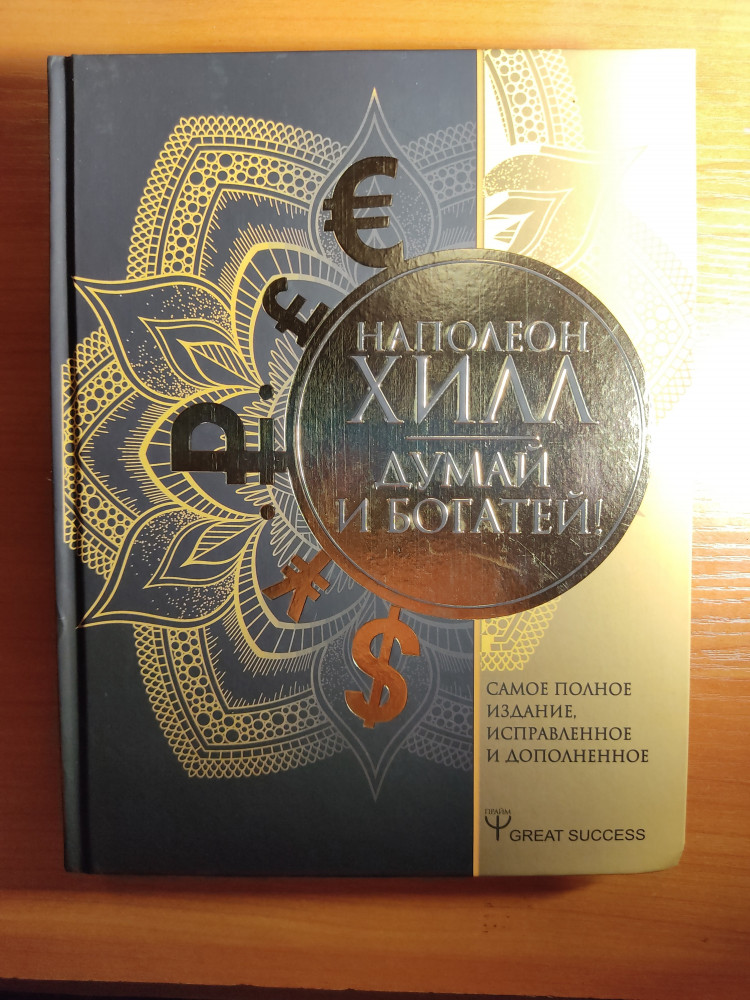 НАПОЛЕОН
ХИЛЛ
ДУМАЙ
И БОГАТЕЙ!
САМОЕ ПОЛНОЕ
ИЗДАНИЕ,
ИСПРАВЛЕННОЕ
И ДОПОЛНЕННОЕ
ПРАЙМ
GREAT SUCCESS